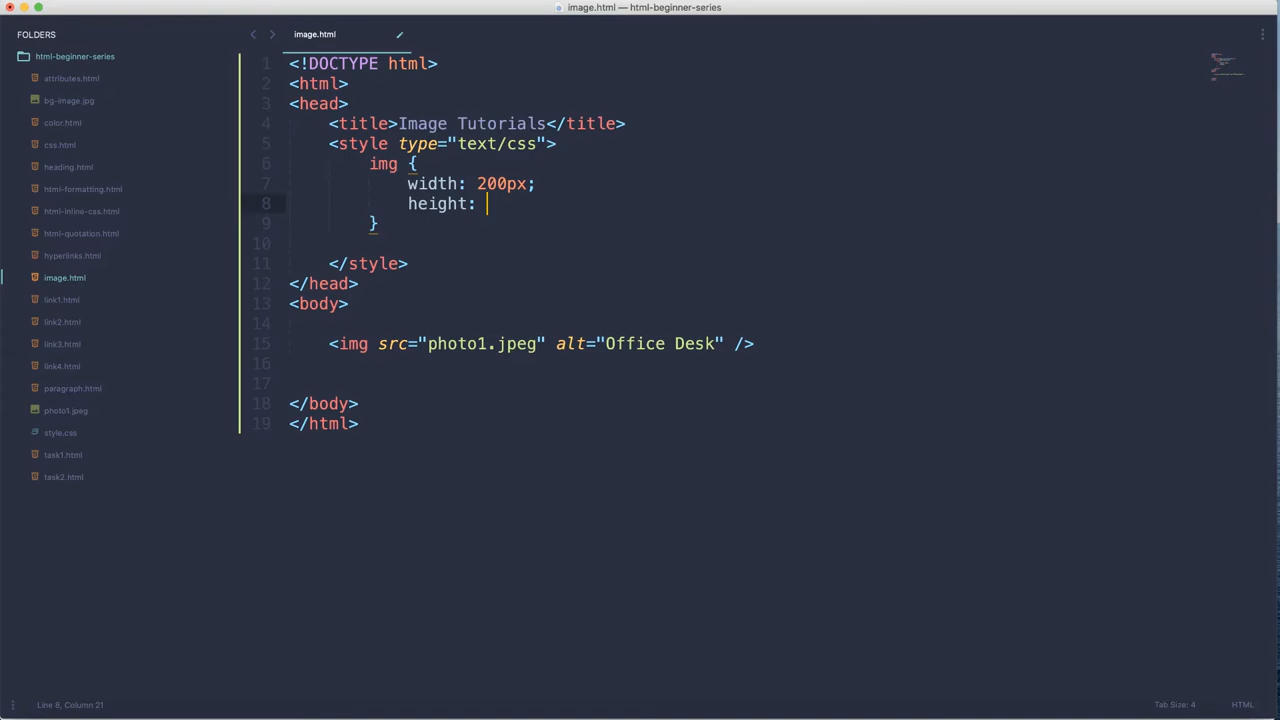 image.html — html-beginner-series
FOLDERS
html-beginner-series
attributes.html
bg-image.jpg
color.html
css.html
heading.html
html-formatting.html
html-inline-css.html
html-quotation.html
hyperlinks.html
image.html
link1.html
link2.html
link3.html
link4.html
paragraph.html
photo1.jpeg
style.css
task1.html
task2.html
image.html
1 <!DOCTYPE html>
2 <html>
3 <head>
4     <title>Image Tutorials</title>
5     <style type="text/css">
6         img {
7             width: 200px;
8             height:
9         }
10
11     </style>
12 </head>
13 <body>
14
15     <img src="photo1.jpeg" alt="Office Desk" />
16
17
18 </body>
19 </html>
Line 8, Column 21
Tab Size: 4
HTML